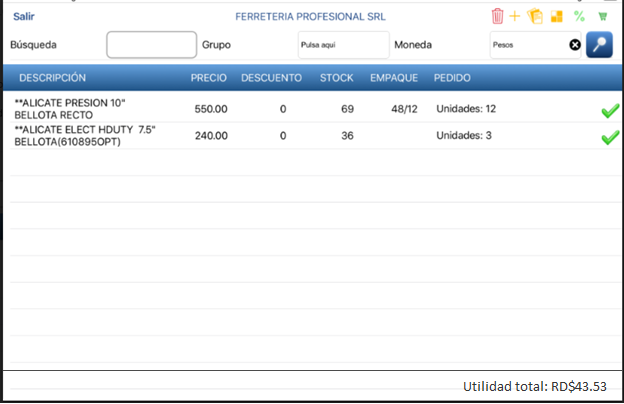 Salir FERRETERIA PROFESIONAL SRL %
Búsqueda Grupo Pulsa aquí Moneda Pesos
DESCRIPCIÓN PRECIO DESCUENTO STOCK EMPAQUE PEDIDO
**ALICATE PRESION 10"
BELLOTA RECTO 550.00 0 69 48/12 Unidades: 12
**ALICATE ELECT HDUTY 7.5"
BELLOTA(610895OPT) 240.00 0 36 Unidades: 3
Utilidad total: RD$43.53